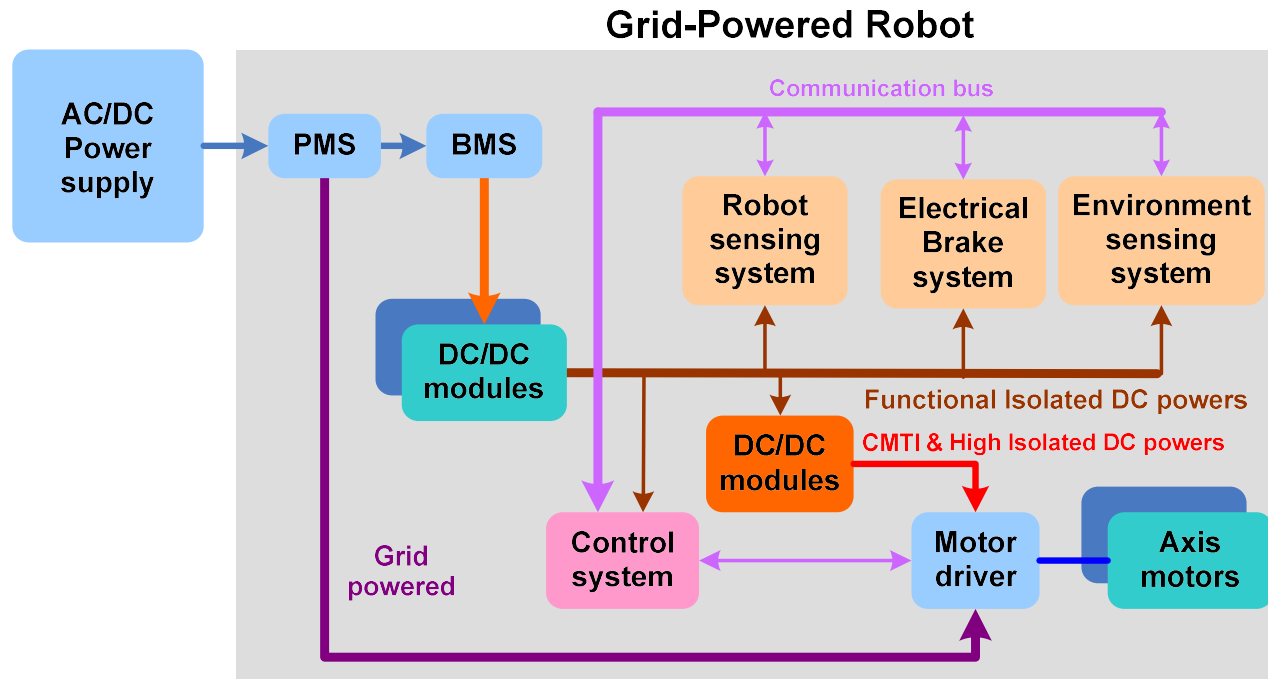 Grid-Powered Robot
AC/DC
Power
supply
PMS
BMS
Communication bus
Robot
sensing
system
Electrical
Brake
system
Environment
sensing
system
DC/DC
modules
Functional Isolated DC powers
DC/DC
modules
CMTI & High Isolated DC powers
Control
system
Motor
driver
Axis
motors
Grid
powered